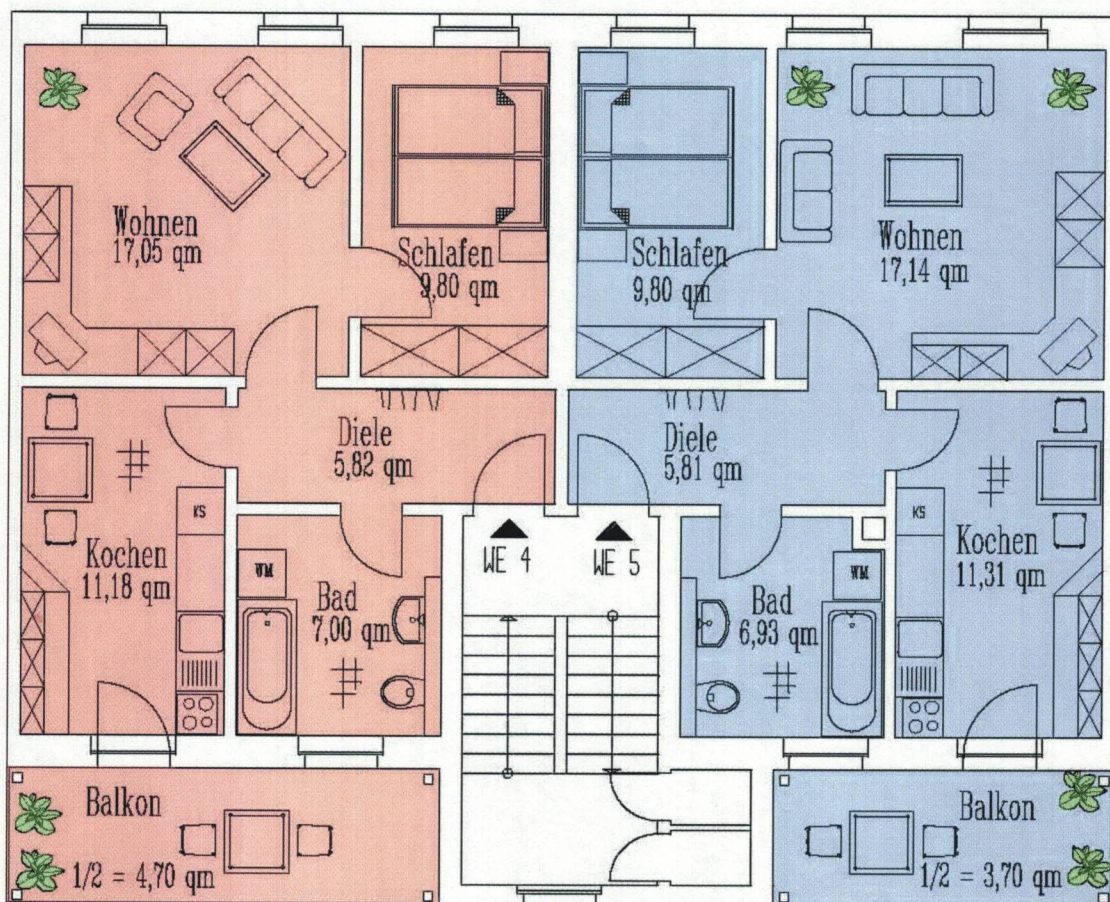 Wohnen
17,05 qm
Schlafen
9,80 qm
Schlafen
9,80 qm
Wohnen
17,14 qm
Diele
5,82 qm
Diele
5,81 qm
Kochen
11,18 qm
KS
WM
Bad
7,00 qm
WE 4
WE 5
Bad
6,93 qm
WM
KS
Kochen
11,31 qm
Balkon
1/2 = 4,70 qm
Balkon
1/2 = 3,70 qm